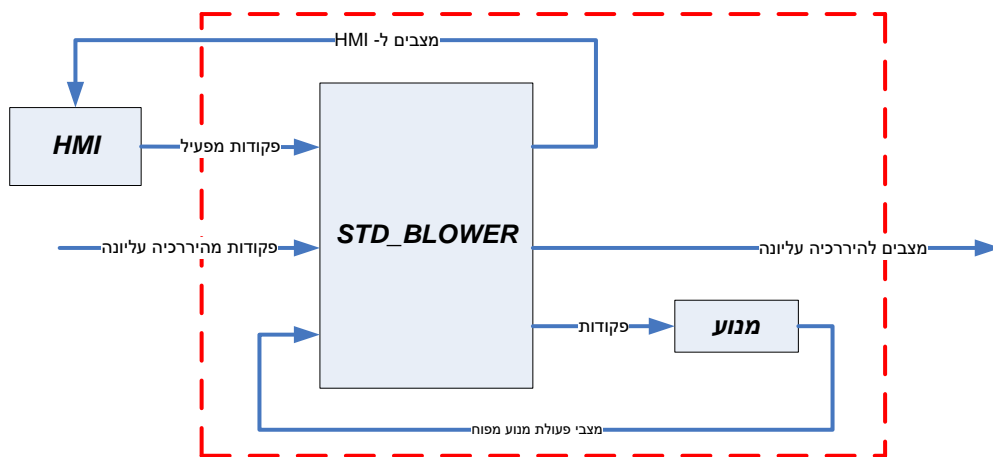 מצבים ל- HMI
HMI
פקודות מפעיל
STD_BLOWER
פקודות מהיררכיה עליונה
מצבים להיררכיה עליונה
פקודות
מנוע
מצבי פעולת מנוע מפוח